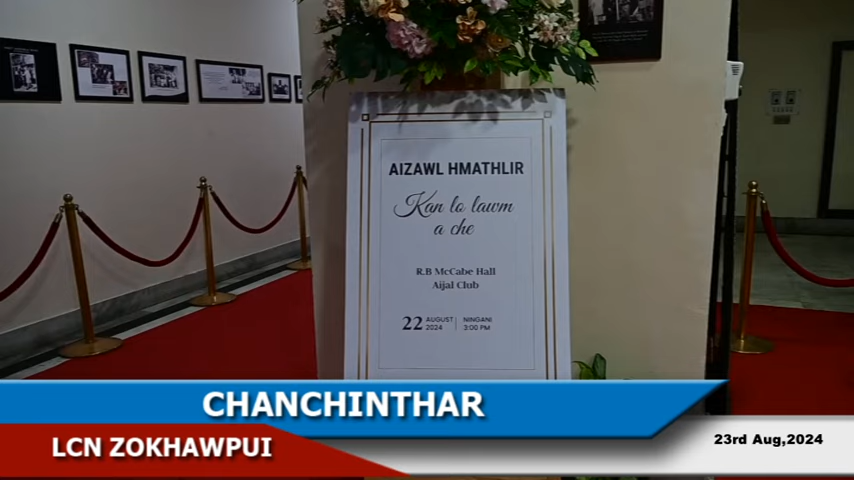 AIZAWL HMATHLIR
Kan lo lawm
a che
R.B McCabe Hall
Aijal Club
22 AUGUST 2024 NINGANI 3:00 PM
CHANCHINTHAR
LCN ZOKHAWPUI
23rd Aug,2024